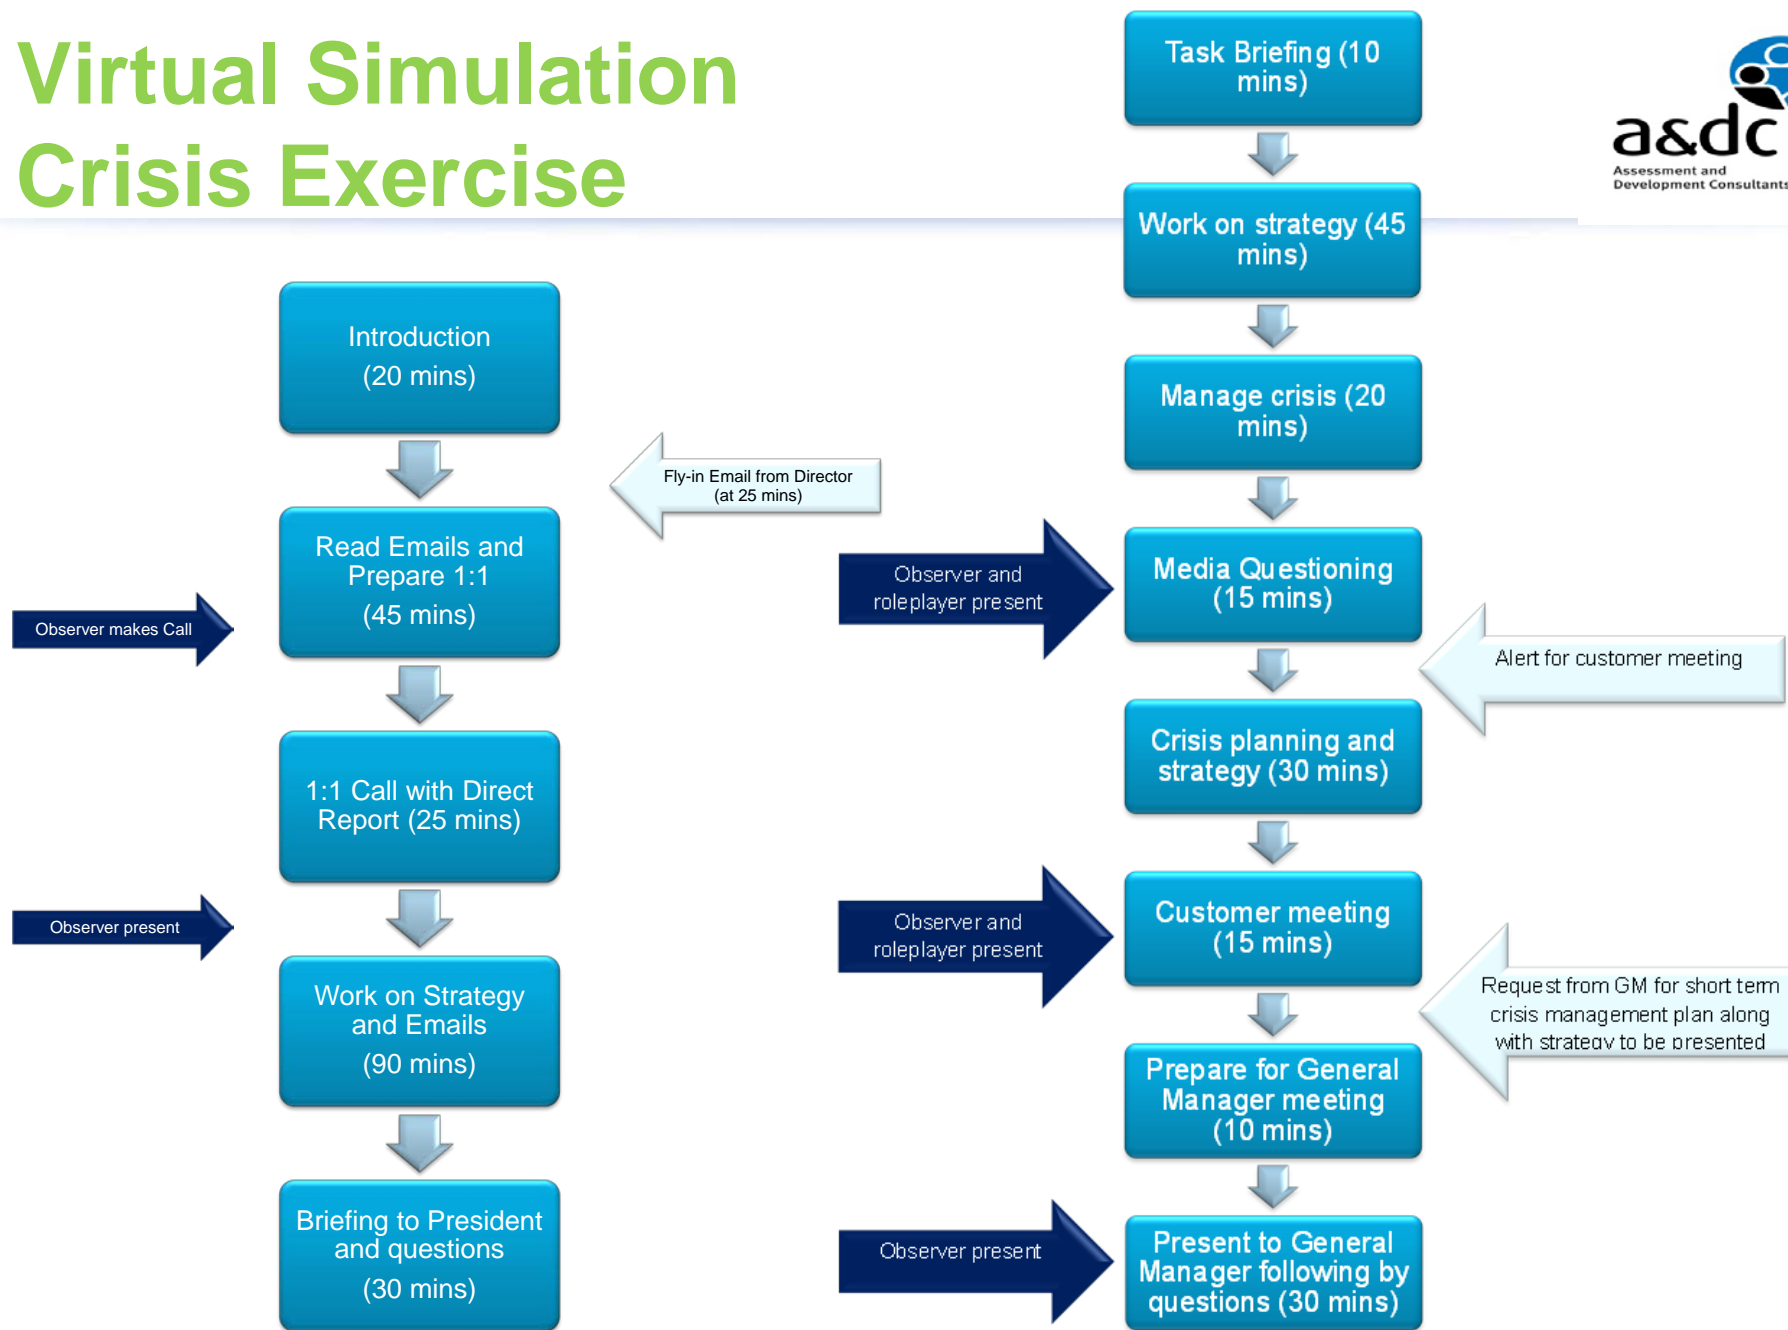 Virtual Simulation
Crisis Exercise
a&dc
Assessment and
Development Consultants
Introduction
(20 mins)
Fly-in Email from Director
(at 25 mins)
Read Emails and
Prepare 1:1
(45 mins)
Observer makes Call
1:1 Call with Direct
Report (25 mins)
Observer present
Work on Strategy
and Emails
(90 mins)
Briefing to President
and questions
(30 mins)
Task Briefing (10
mins)
Work on strategy (45
mins)
Manage crisis (20
mins)
Observer and
roleplayer present
Media Questioning
(15 mins)
Alert for customer meeting
Crisis planning and
strategy (30 mins)
Observer and
roleplayer present
Customer meeting
(15 mins)
Request from GM for short term
crisis management plan along
with strategy to be presented
Prepare for General
Manager meeting
(10 mins)
Observer present
Present to General
Manager following by
questions (30 mins)